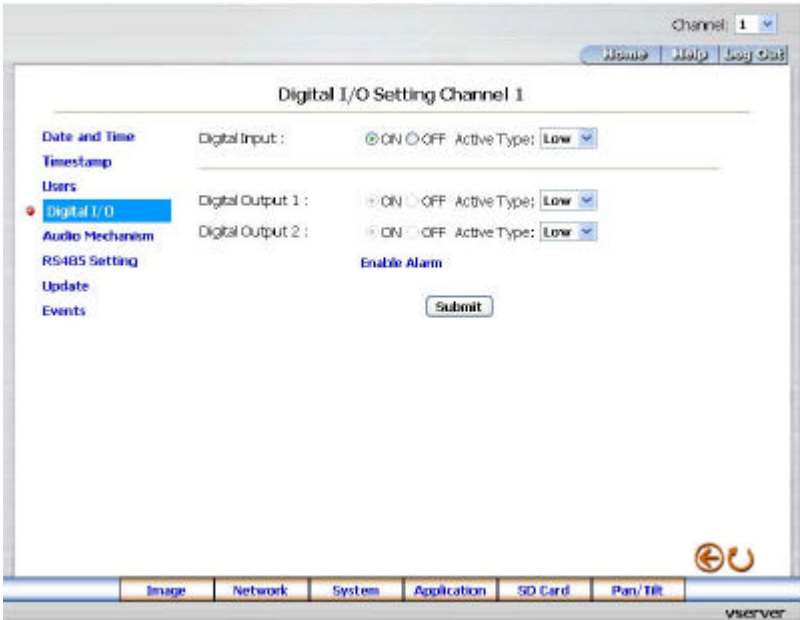 Channel: 1
Home Help Log Out
Digital I/O Setting Channel 1
Date and Time
Timestamp
Users
Digital I/O
Audio Mechanism
RS485 Setting
Update
Events
Digital Input : ON OFF Active Type: Low
Digital Output 1 : ON OFF Active Type: Low
Digital Output 2 : ON OFF Active Type: Low
Enable Alarm
Submit
Image Network System Application SD Card Pan/Tilt
vserver